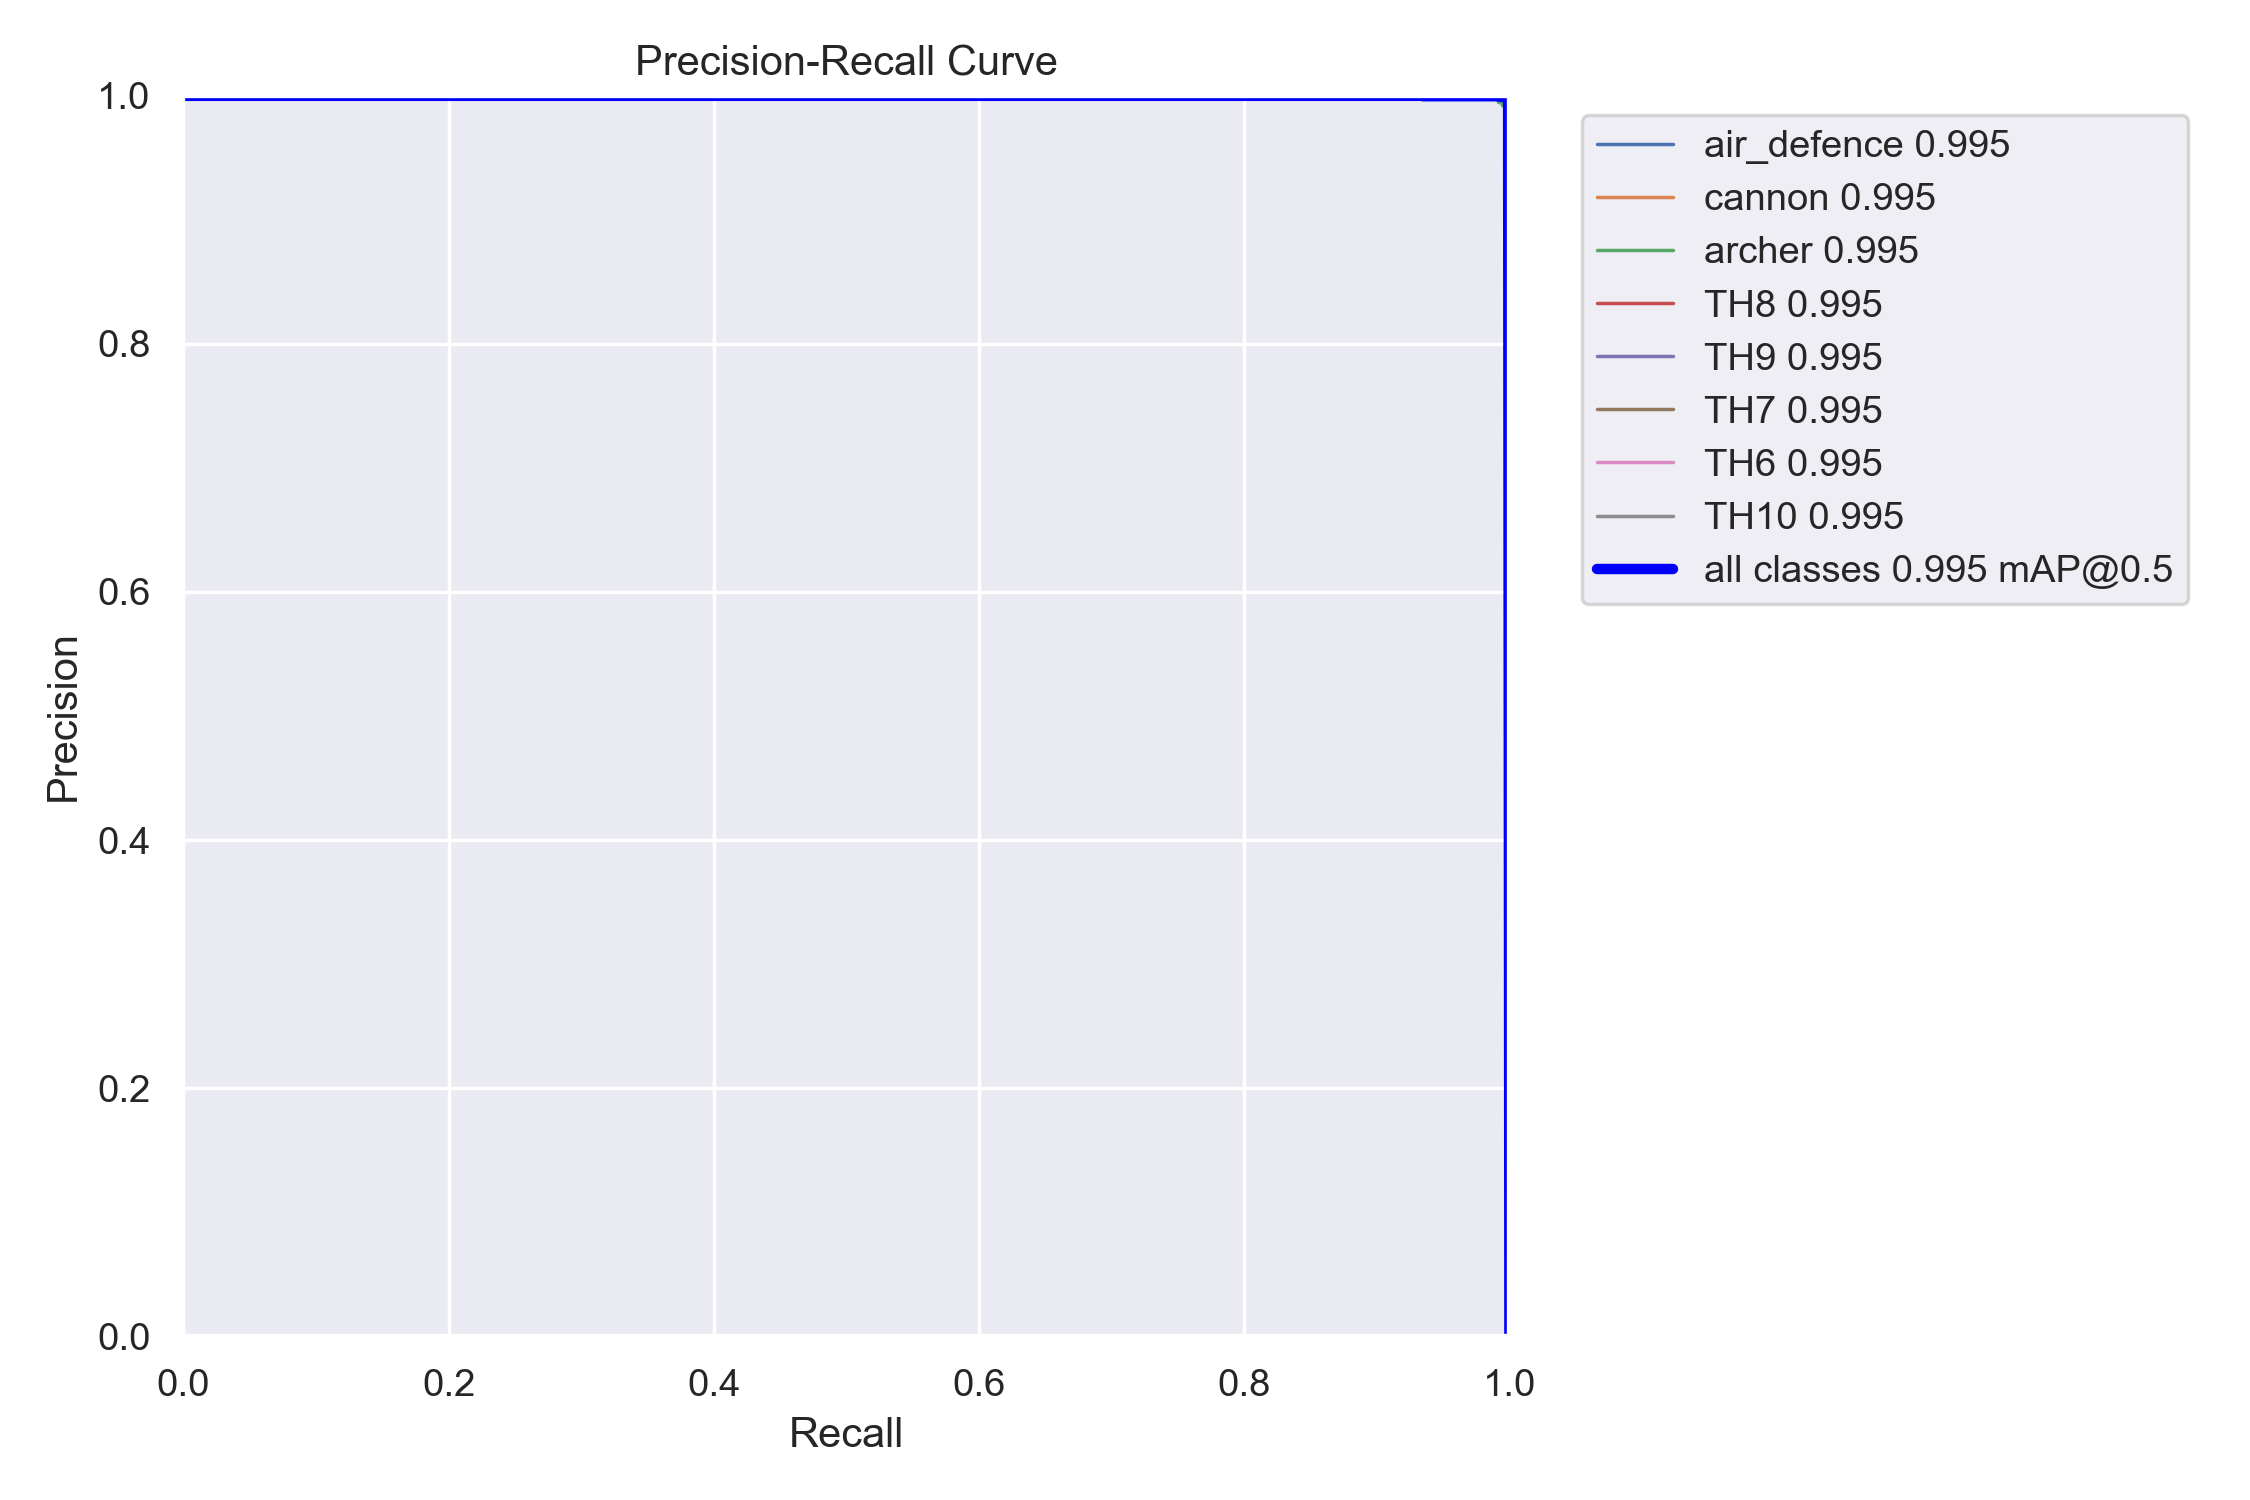 Precision-Recall Curve
1.0
0.8
0.6
0.4
0.2
0.0
Precision
0.0 0.2 0.4 0.6 0.8 1.0
Recall
air_defence 0.995
cannon 0.995
archer 0.995
TH8 0.995
TH9 0.995
TH7 0.995
TH6 0.995
TH10 0.995
all classes 0.995 mAP@0.5